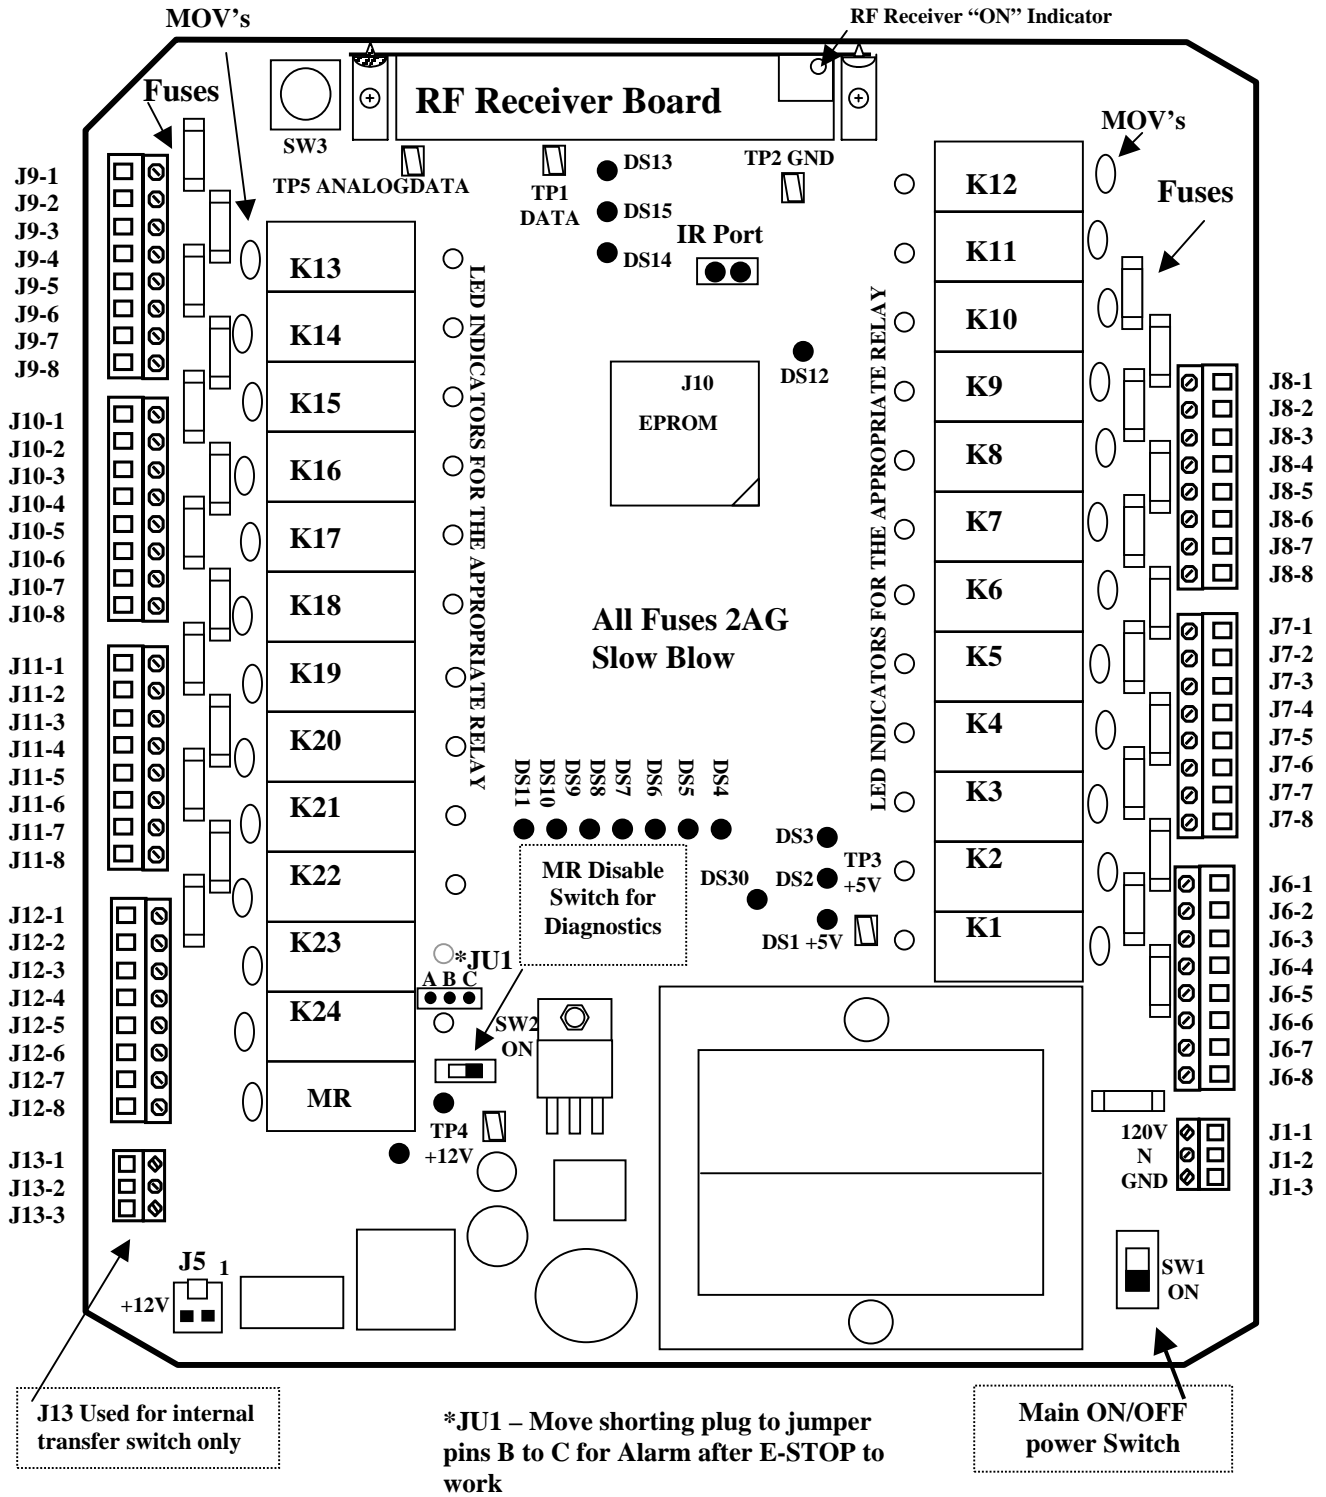 MOV's
RF Receiver “ON” Indicator
Fuses
RF Receiver Board
MOV's
Fuses
SW3
TP5 ANALOGDATA
TP1
DATA
DS13
DS15
DS14
TP2 GND
IR Port
DS12
J10
EPROM
J9-1
J9-2
J9-3
J9-4
J9-5
J9-6
J9-7
J9-8
J10-1
J10-2
J10-3
J10-4
J10-5
J10-6
J10-7
J10-8
J11-1
J11-2
J11-3
J11-4
J11-5
J11-6
J11-7
J11-8
J12-1
J12-2
J12-3
J12-4
J12-5
J12-6
J12-7
J12-8
J13-1
J13-2
J13-3
K13
K14
K15
K16
K17
K18
K19
K20
K21
K22
K23
K24
MR
LED INDICATORS FOR THE APPROPRIATE RELAY
All Fuses 2AG
Slow Blow
LED INDICATORS FOR THE APPROPRIATE RELAY
K12
K11
K10
K9
K8
K7
K6
K5
K4
K3
K2
K1
J8-1
J8-2
J8-3
J8-4
J8-5
J8-6
J8-7
J8-8
J7-1
J7-2
J7-3
J7-4
J7-5
J7-6
J7-7
J7-8
J6-1
J6-2
J6-3
J6-4
J6-5
J6-6
J6-7
J6-8
J1-1
J1-2
J1-3
120V
N
GND
DS11
DS10
DS9
DS8
DS7
DS6
DS5
DS4
DS3
DS2
TP3
+5V
DS30
DS1 +5V
MR Disable
Switch for
Diagnostics
*JU1
A B C
SW2
ON
TP4
+12V
J5
1
+12V
SW1
ON
J13 Used for internal
transfer switch only
*JU1 – Move shorting plug to jumper
pins B to C for Alarm after E-STOP to
work
Main ON/OFF
power Switch